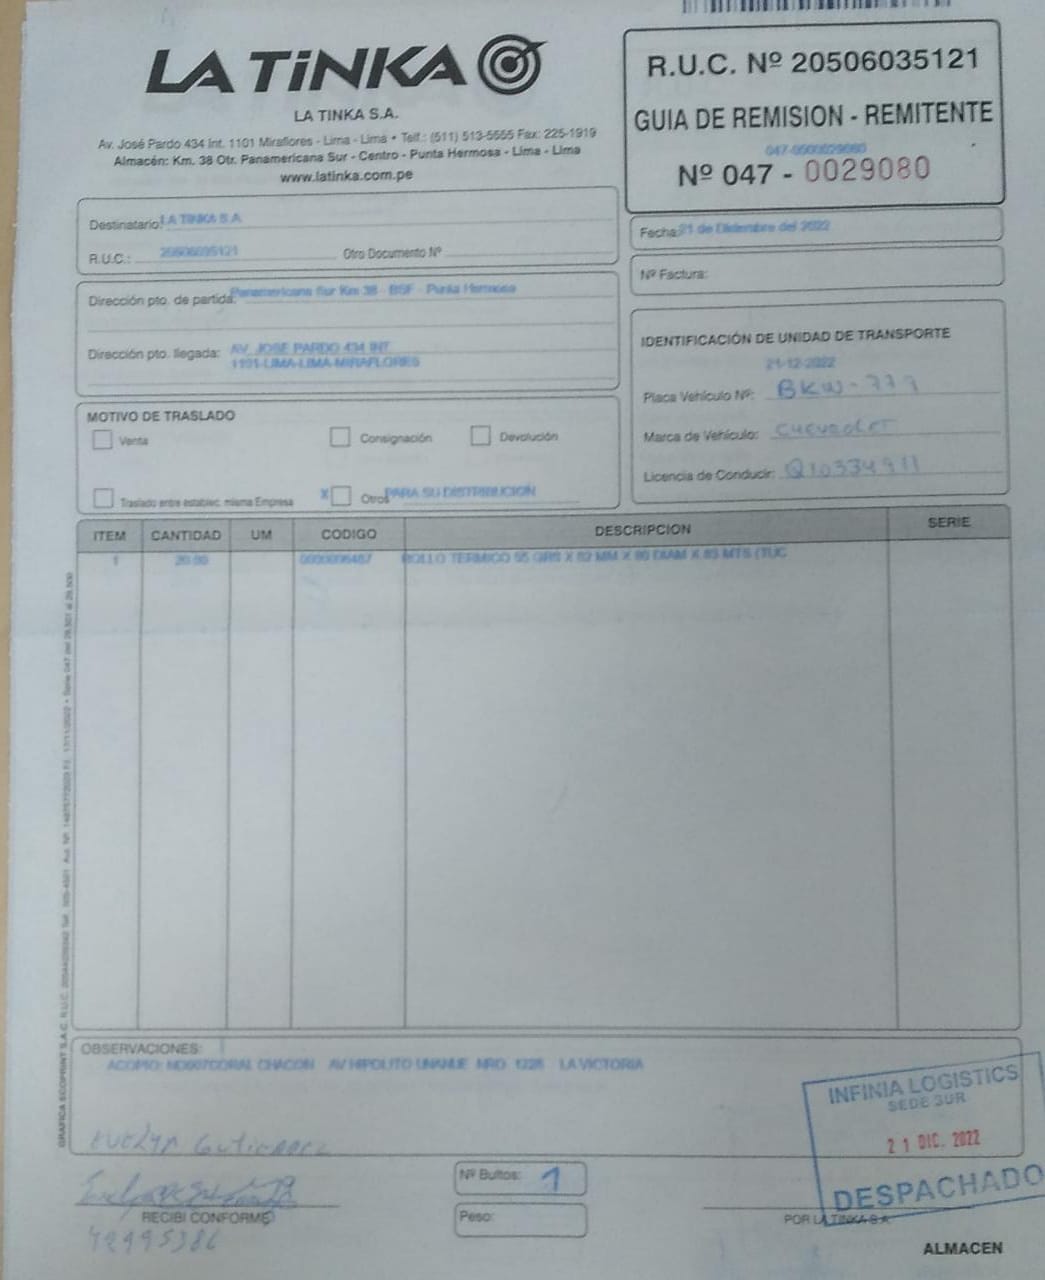 LA TiNKA
LA TINKA S.A.
Av. José Pardo 434 Int. 1101 Miraflores - Lima - Lima • Telf.: (511) 513-5555 Fax: 225-1919
Almacén: Km. 38 Otr. Panamericana Sur - Centro - Punta Hermosa - Lima - Lima
www.latinka.com.pe
R.U.C. Nº 20506035121
GUIA DE REMISION - REMITENTE
047-0000029080
Nº 047 - 0029080
Destinatario: LA TINKA S.A.
R.U.C.: 20506035121 Otro Documento Nº
Fecha: 21 de Diciembre del 2022
Nº Factura:
Dirección pto. de partida: Panamericana Sur Km 38 - BSF - Punta Hermosa
Dirección pto. llegada: AV. JOSE PARDO 434 INT
1101-LIMA-LIMA-MIRAFLORES
IDENTIFICACIÓN DE UNIDAD DE TRANSPORTE
21-12-2022
Placa Vehículo Nº: BKW-779
Marca de Vehículo: CHEVROLET
Licencia de Conducir: Q10334911
MOTIVO DE TRASLADO
Venta Consignación Devolución
Traslado entre establec. misma Empresa X Otros PARA SU DISTRIBUCIÓN
ITEM CANTIDAD UM CODIGO DESCRIPCION SERIE
1 20.00 0000006487 ROLLO TERMICO 55 GRS X 82 MM X 80 DIAM X 83 MTS (TUC
OBSERVACIONES:
ACOPIO: CORAL CHACON AV HIPOLITO UNANUE NRO 1225 LA VICTORIA
INFINIA LOGISTICS
SEDE SUR
21 DIC. 2022
DESPACHADO
Evelyn Gutierrez
RECIBI CONFORME
Nº Bultos: 1
Peso:
POR LA TINKA S.A.
ALMACEN